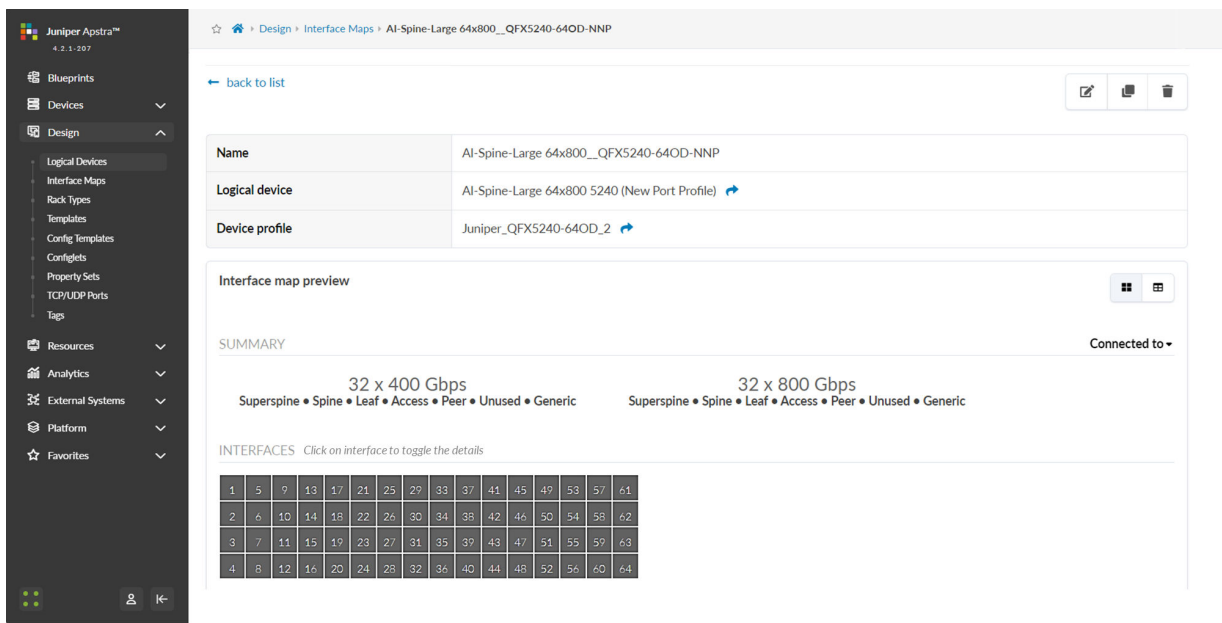 Juniper Apstra™
4.2.1-207
Blueprints
Devices
Design
Logical Devices
Interface Maps
Rack Types
Templates
Config Templates
Configlets
Property Sets
TCP/UDP Ports
Tags
Resources
Analytics
External Systems
Platform
Favorites
Design Interface Maps AI-Spine-Large 64x800__QFX5240-64OD-NNP
back to list
Name AI-Spine-Large 64x800__QFX5240-64OD-NNP
Logical device AI-Spine-Large 64x800 5240 (New Port Profile)
Device profile Juniper_QFX5240-64OD_2
Interface map preview
SUMMARY Connected to
32 x 400 Gbps 32 x 800 Gbps
Superspine • Spine • Leaf • Access • Peer • Unused • Generic Superspine • Spine • Leaf • Access • Peer • Unused • Generic
INTERFACES Click on interface to toggle the details
1 5 9 13 17 21 25 29 33 37 41 45 49 53 57 61
2 6 10 14 18 22 26 30 34 38 42 46 50 54 58 62
3 7 11 15 19 23 27 31 35 39 43 47 51 55 59 63
4 8 12 16 20 24 28 32 36 40 44 48 52 56 60 64